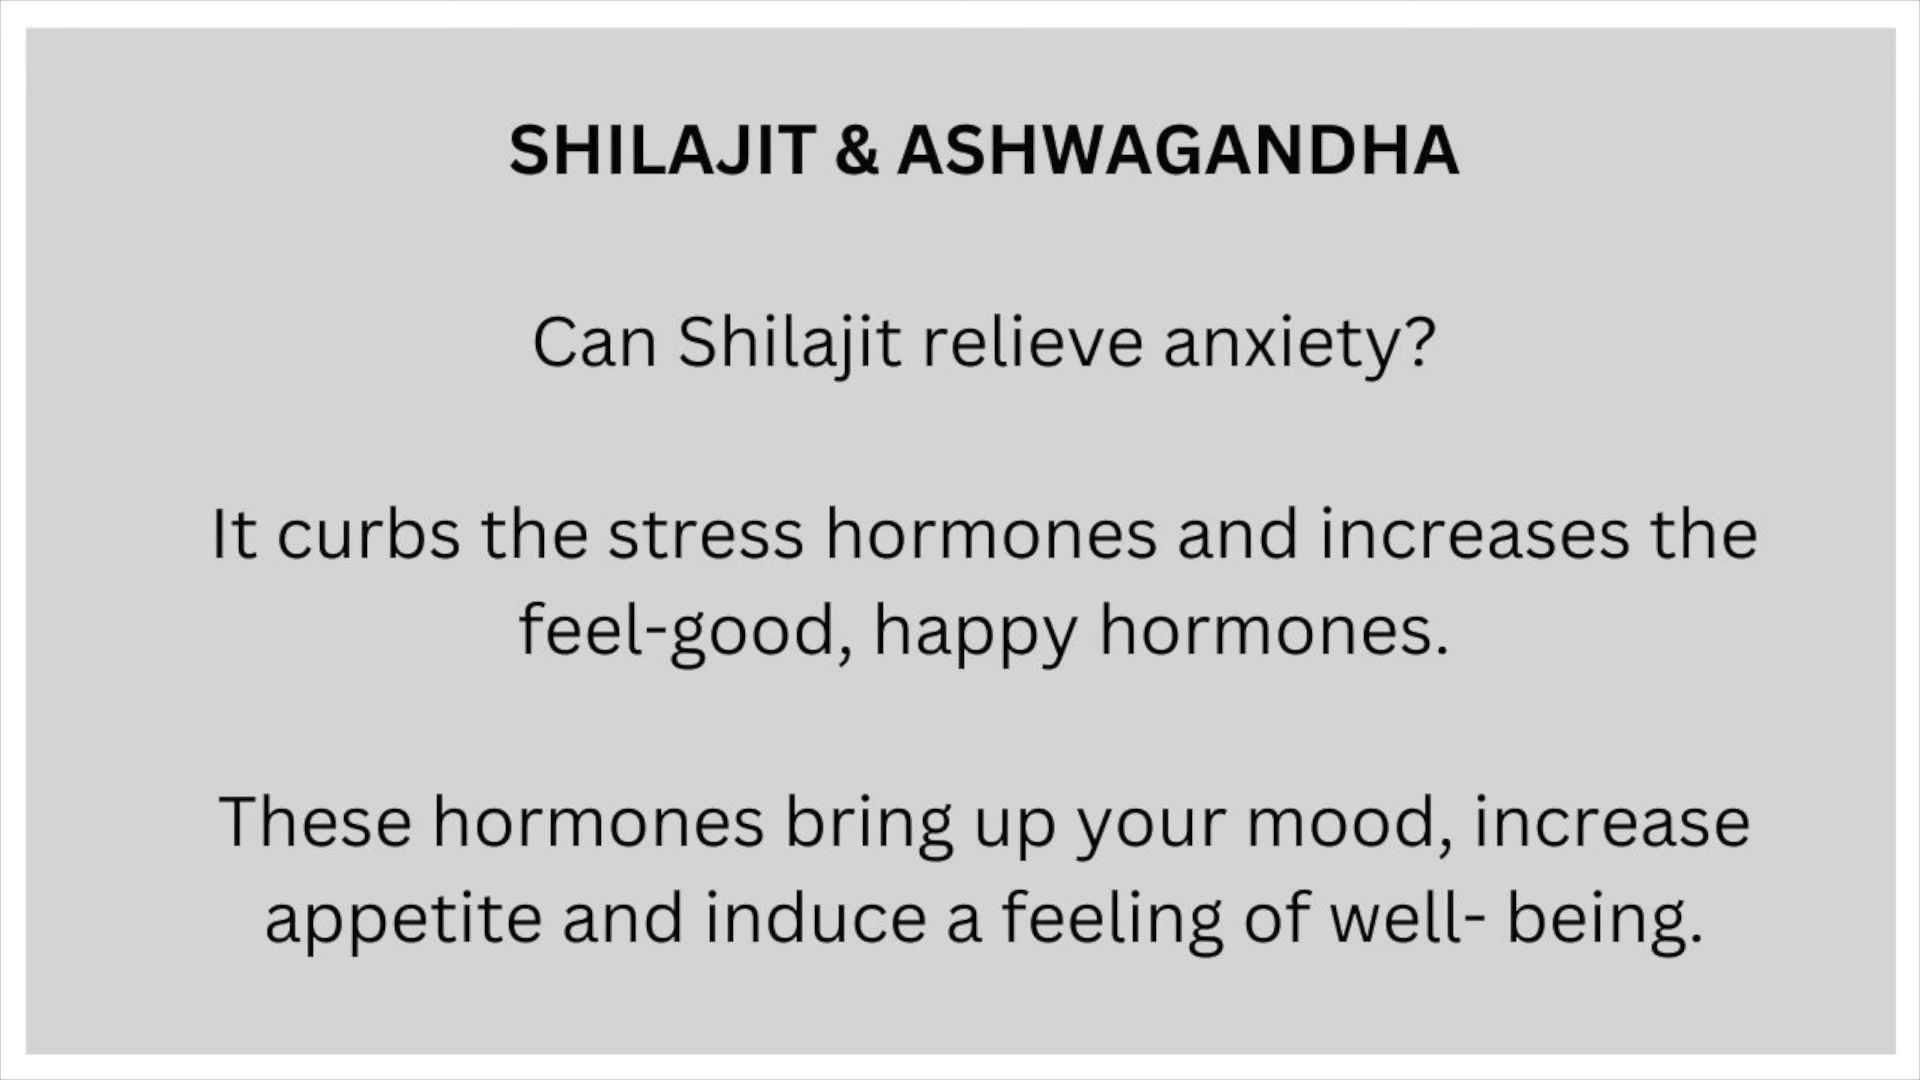 SHILAJIT & ASHWAGANDHA
Can Shilajit relieve anxiety?
It curbs the stress hormones and increases the
feel-good, happy hormones.
These hormones bring up your mood, increase
appetite and induce a feeling of well- being.